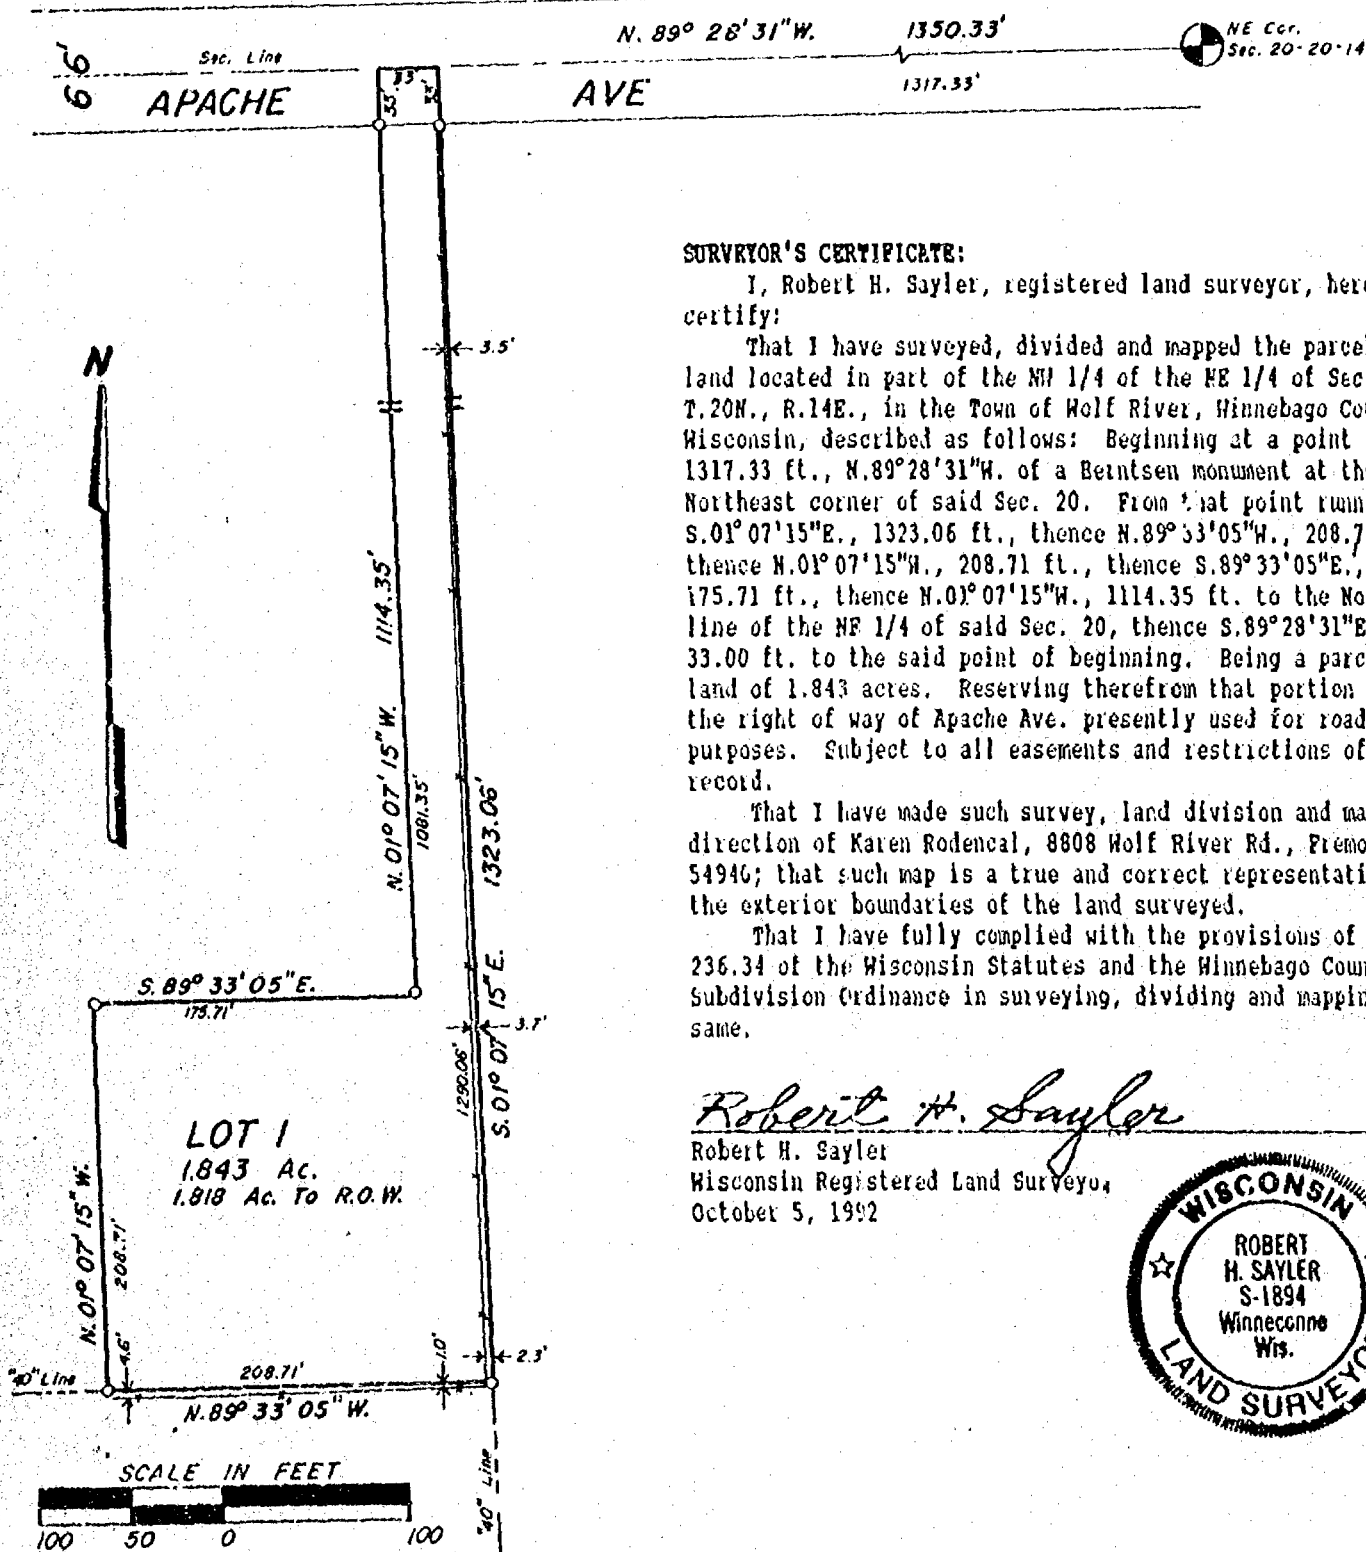 N. 89° 28' 31" W. 1350.33'
NE Cor.
Sec. 20-20-14
66'
Sec. Line
33'
33'
33'
APACHE AVE
1317.33'
SURVEYOR'S CERTIFICATE:
I, Robert H. Sayler, registered land surveyor, here
certify:
That I have surveyed, divided and mapped the parcel
land located in part of the NW 1/4 of the NE 1/4 of Sec
T.20N., R.14E., in the Town of Wolf River, Winnebago Co
Wisconsin, described as follows: Beginning at a point
1317.33 ft., N.89°28'31"W. of a Berntsen monument at th
Northeast corner of said Sec. 20. From that point runn
S.01°07'15"E., 1323.06 ft., thence N.89°33'05"W., 208.7
thence N.01°07'15"W., 208.71 ft., thence S.89°33'05"E.,
175.71 ft., thence N.01°07'15"W., 1114.35 ft. to the No
line of the NE 1/4 of said Sec. 20, thence S.89°28'31"E
33.00 ft. to the said point of beginning. Being a parc
land of 1.843 acres. Reserving therefrom that portion
the right of way of Apache Ave. presently used for road
purposes. Subject to all easements and restrictions of
record.
That I have made such survey, land division and ma
direction of Karen Rodencal, 8808 Wolf River Rd., Fremo
54940; that such map is a true and correct representati
the exterior boundaries of the land surveyed.
That I have fully complied with the provisions of
236.34 of the Wisconsin Statutes and the Winnebago Coun
Subdivision Ordinance in surveying, dividing and mappin
same.
Robert H. Sayler
Robert H. Sayler
Wisconsin Registered Land Surveyor
October 5, 1992
WISCONSIN
ROBERT
H. SAYLER
S-1894
Winneconne
Wis.
LAND SURVEYO
N
3.5'
N. 01° 07' 15" W. 1114.35'
1081.35'
S. 01° 07' 15" E. 1323.06'
1290.06'
S. 89° 33' 05" E.
175.71'
3.7'
LOT 1
1.843 Ac.
1.818 Ac. To R.O.W.
N. 01° 07' 15" W.
208.71'
4.6'
1.0'
2.3'
"40" Line
208.71'
N. 89° 33' 05" W.
"40" Line
SCALE IN FEET
100 50 0 100